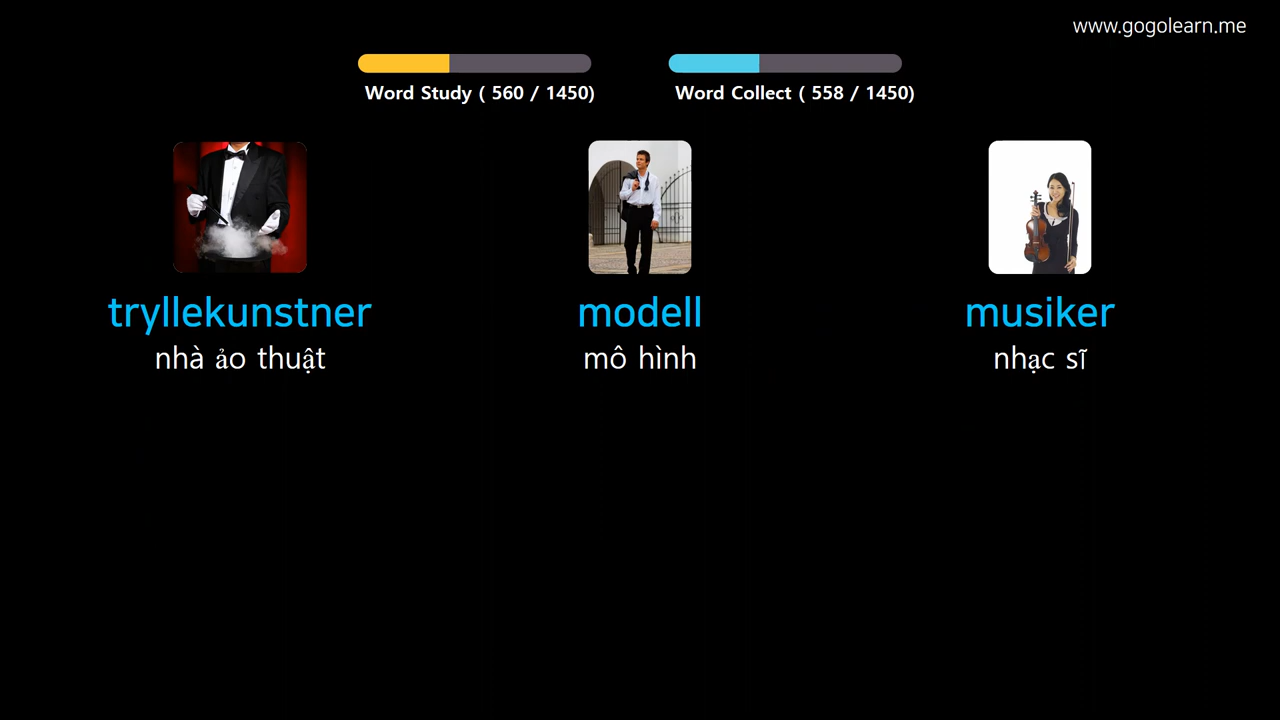 www.gogolearn.me
Word Study ( 560 / 1450)
Word Collect ( 558 / 1450)
tryllekunstner
modell
musiker
nhà ảo thuật
mô hình
nhạc sĩ